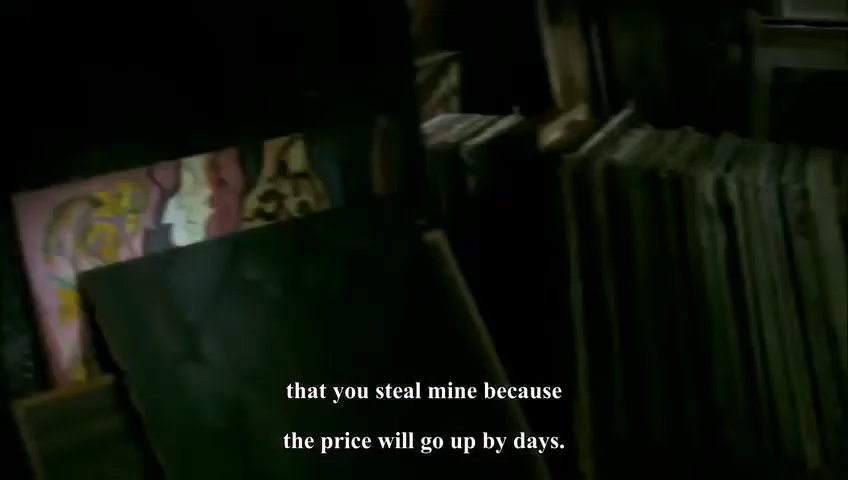 that you steal mine because
the price will go up by days.